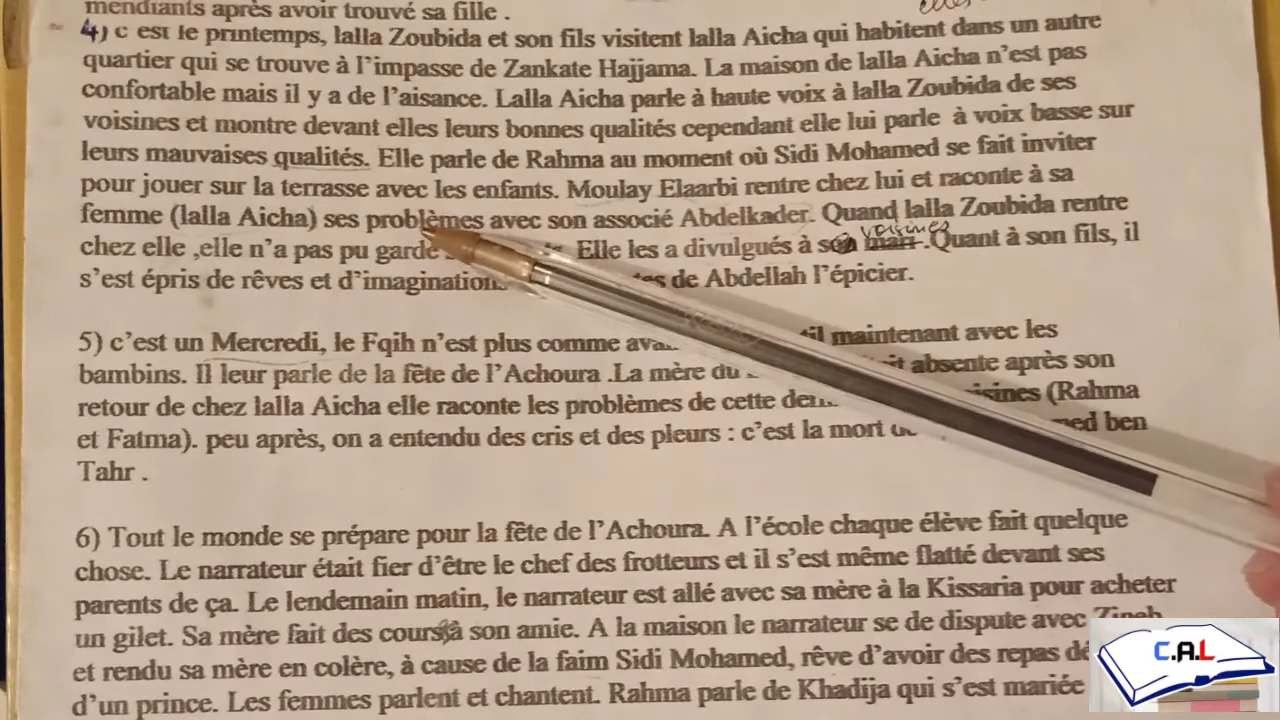 mendiants après avoir trouvé sa fille .
4) c est le printemps, lalla Zoubida et son fils visitent lalla Aicha qui habitent dans un autre
quartier qui se trouve à l'impasse de Zankate Hajjama. La maison de lalla Aicha n'est pas
confortable mais il y a de l'aisance. Lalla Aicha parle à haute voix à lalla Zoubida de ses
voisines et montre devant elles leurs bonnes qualités cependant elle lui parle à voix basse sur
leurs mauvaises qualités. Elle parle de Rahma au moment où Sidi Mohamed se fait inviter
pour jouer sur la terrasse avec les enfants. Moulay Elaarbi rentre chez lui et raconte à sa
femme (lalla Aicha) ses problèmes avec son associé Abdelkader. Quand lalla Zoubida rentre
voisines
chez elle ,elle n'a pas pu garde Elle les a divulgués à mari .Quant à son fils, il
s'est épris de rêves et d'imagination de Abdellah l'épicier.
5) c'est un Mercredi, le Fqih n'est plus comme maintenant avec les
bambins. Il leur parle de la fête de l'Achoura .La mère du absente après son
retour de chez lalla Aicha elle raconte les problèmes de cette (Rahma
et Fatma). peu après, on a entendu des cris et des pleurs : c'est la mort ben
Tahr .
6) Tout le monde se prépare pour la fête de l'Achoura. A l'école chaque élève fait quelque
chose. Le narrateur était fier d'être le chef des frotteurs et il s'est même flatté devant ses
parents de ça. Le lendemain matin, le narrateur est allé avec sa mère à la Kissaria pour acheter
un gilet. Sa mère fait des cours à son amie. A la maison le narrateur se de dispute avec Zineb
et rendu sa mère en colère, à cause de la faim Sidi Mohamed, rêve d'avoir des repas
d'un prince. Les femmes parlent et chantent. Rahma parle de Khadija qui s'est mariée
C.A.L